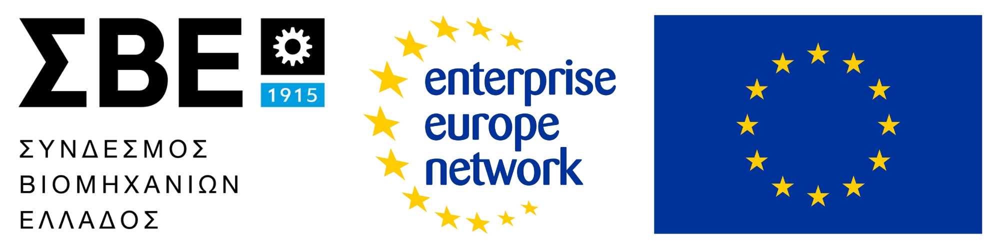 ΣΒΕ
1915
ΣΥΝΔΕΣΜΟΣ
ΒΙΟΜΗΧΑΝΙΩΝ
ΕΛΛΑΔΟΣ
enterprise
europe
network